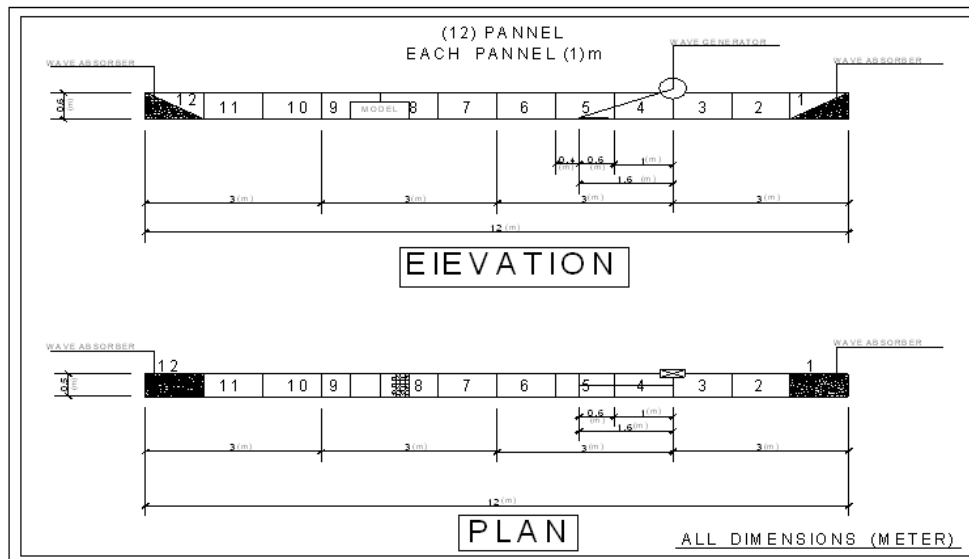 (12) PANNEL
EACH PANNEL (1)m
WAVE GENERATOR
WAVE ABSORBER
WAVE ABSORBER
0.6 (m)
12 11 10 9 MODEL 8 7 6 5 4 3 2 1
0.4 (m) 0.6 (m) 1 (m)
1.6 (m)
3 (m) 3 (m) 3 (m) 3 (m)
12 (m)
ElEVATION
WAVE ABSORBER
WAVE ABSORBER
0.5 (m)
12 11 10 9 8 7 6 5 4 3 2 1
0.6 (m) 1 (m)
1.6 (m)
3 (m) 3 (m) 3 (m) 3 (m)
12 (m)
PLAN
ALL DIMENSIONS (METER)